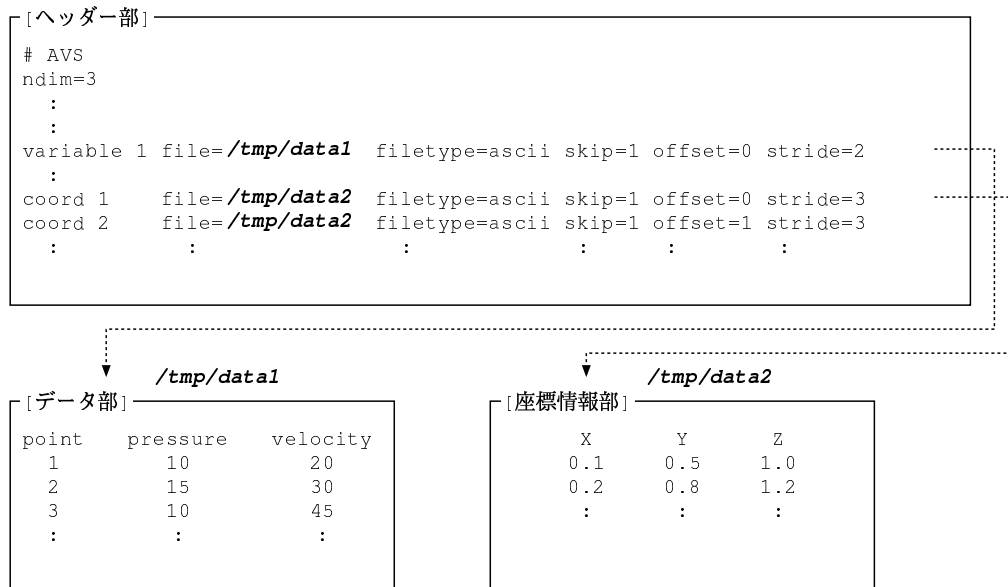 [ヘッダー部]
# AVS
ndim=3
:
:
variable 1 file=/tmp/data1 filetype=ascii skip=1 offset=0 stride=2
:
coord 1 file=/tmp/data2 filetype=ascii skip=1 offset=0 stride=3
coord 2 file=/tmp/data2 filetype=ascii skip=1 offset=1 stride=3
: : : : : :
/tmp/data1
[データ部]
point pressure velocity
1 10 20
2 15 30
3 10 45
: : :
/tmp/data2
[座標情報部]
X Y Z
0.1 0.5 1.0
0.2 0.8 1.2
: : :